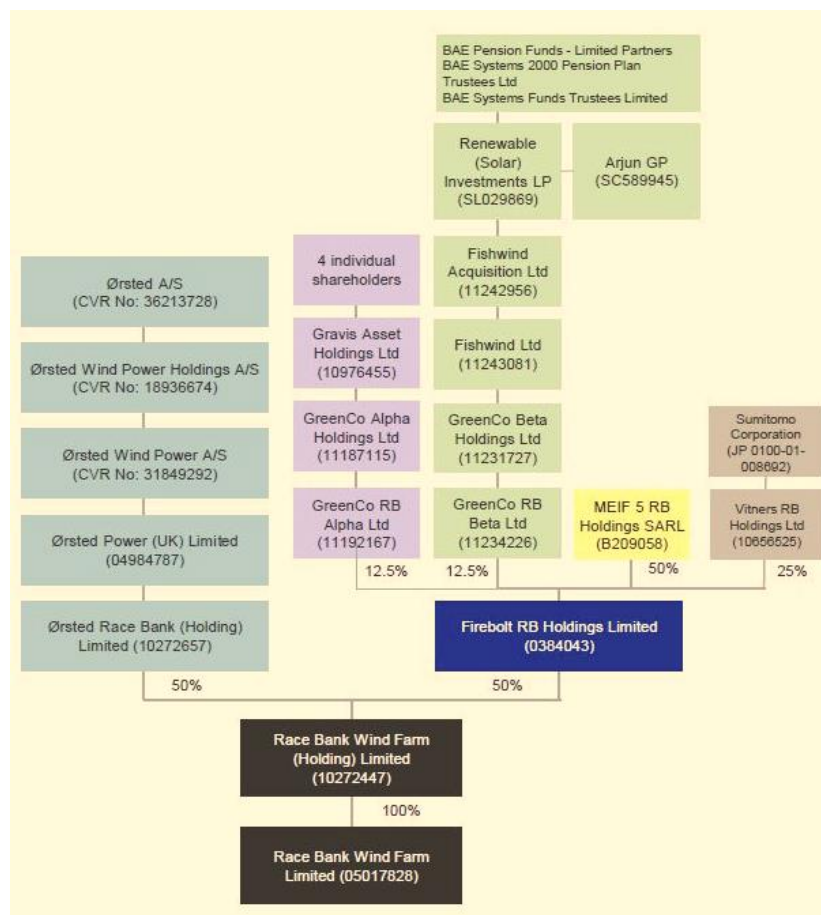 BAE Pension Funds - Limited Partners
BAE Systems 2000 Pension Plan
Trustees Ltd
BAE Systems Funds Trustees Limited
Renewable
(Solar)
Investments LP
(SL029869)
Arjun GP
(SC589945)
Ørsted A/S
(CVR No: 36213728)
4 individual
shareholders
Fishwind
Acquisition Ltd
(11242956)
Ørsted Wind Power Holdings A/S
(CVR No: 18936674)
Gravis Asset
Holdings Ltd
(10976455)
Fishwind Ltd
(11243081)
Ørsted Wind Power A/S
(CVR No: 31849292)
GreenCo Alpha
Holdings Ltd
(11187115)
GreenCo Beta
Holdings Ltd
(11231727)
Sumitomo
Corporation
(JP 0100-01-
008692)
Ørsted Power (UK) Limited
(04984787)
GreenCo RB
Alpha Ltd
(11192167)
GreenCo RB
Beta Ltd
(11234226)
MEIF 5 RB
Holdings SARL
(B209058)
Vitners RB
Holdings Ltd
(10656525)
12.5%
12.5%
50%
25%
Ørsted Race Bank (Holding)
Limited (10272657)
Firebolt RB Holdings Limited
(0384043)
50%
50%
Race Bank Wind Farm
(Holding) Limited
(10272447)
100%
Race Bank Wind Farm
Limited (05017828)